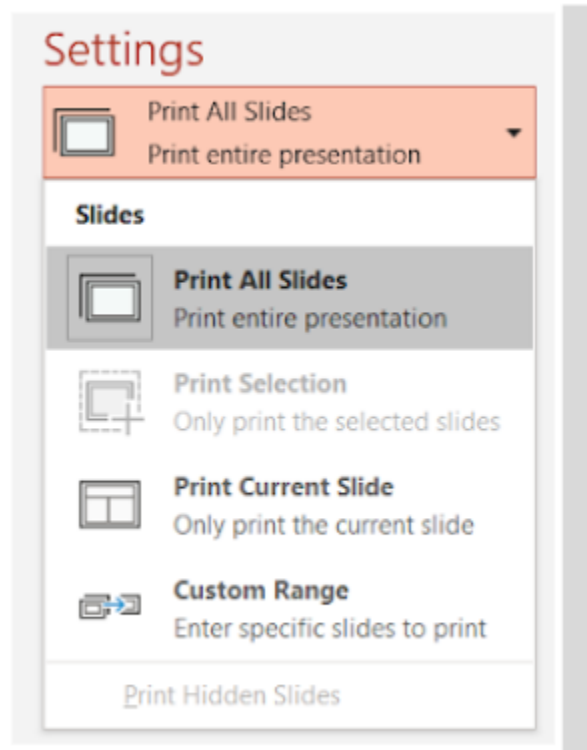 Settings
Print All Slides
Print entire presentation
Slides
Print All Slides
Print entire presentation
Print Selection
Only print the selected slides
Print Current Slide
Only print the current slide
Custom Range
Enter specific slides to print
Print Hidden Slides